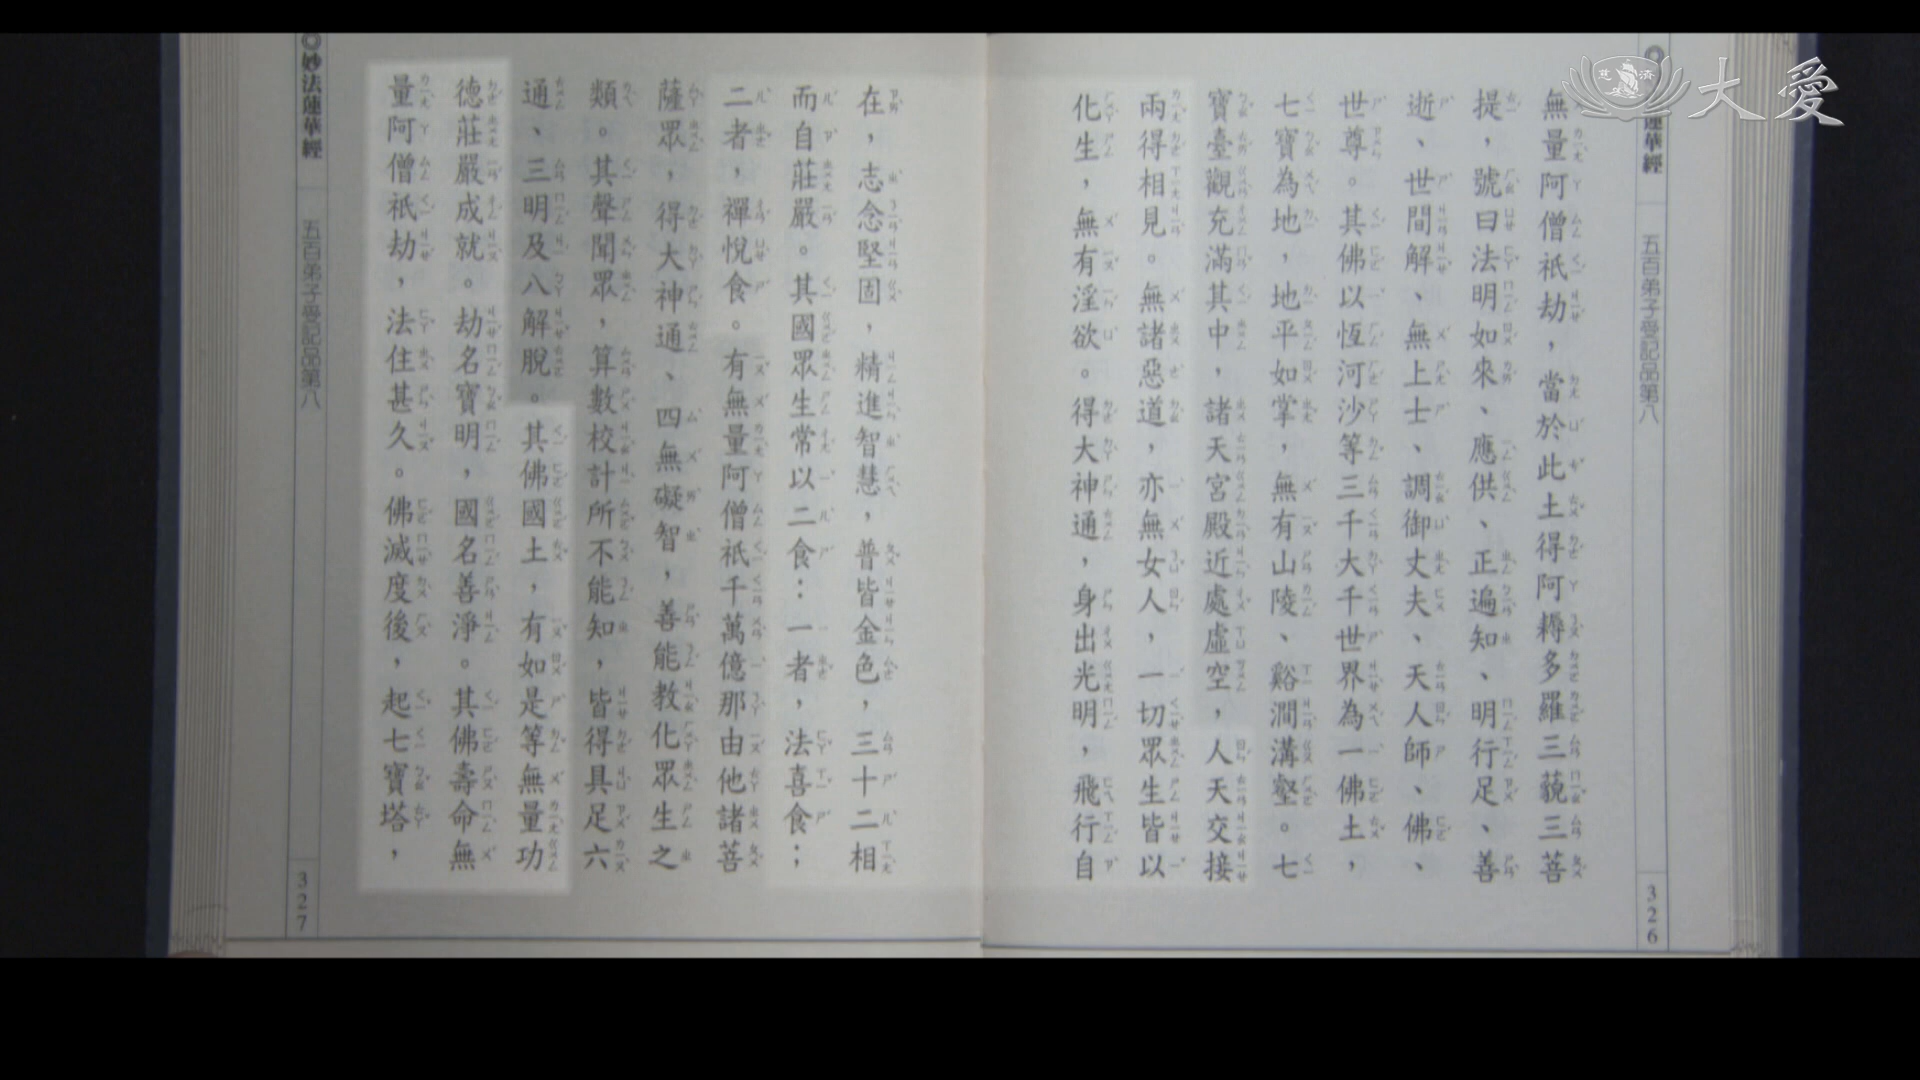 大愛
慈濟
蓮華經
五百弟子受記品第八
326
無量阿僧祇劫，當於此土得阿耨多羅三藐三菩
提，號曰法明如來、應供、正遍知、明行足、善
逝、世間解、無上士、調御丈夫、天人師、佛、
世尊。其佛以恆河沙等三千大千世界為一佛土，
七寶為地，地平如掌，無有山陵、谿澗溝壑。七
寶臺觀充滿其中，諸天宮殿近處虛空，人天交接
兩得相見。無諸惡道，亦無女人，一切眾生皆以
化生，無有淫欲。得大神通，身出光明，飛行自
在，志念堅固，精進智慧，普皆金色，三十二相
而自莊嚴。其國眾生常以二食：一者，法喜食；
二者，禪悅食。有無量阿僧祇千萬億那由他諸菩
薩眾，得大神通、四無礙智，善能教化眾生之
類。其聲聞眾，算數校計所不能知，皆得具足六
通、三明及八解脫。其佛國土，有如是等無量功
德莊嚴成就。劫名寶明，國名善淨。其佛壽命無
量阿僧祇劫，法住甚久。佛滅度後，起七寶塔，
◎妙法蓮華經
五百弟子受記品第八
327